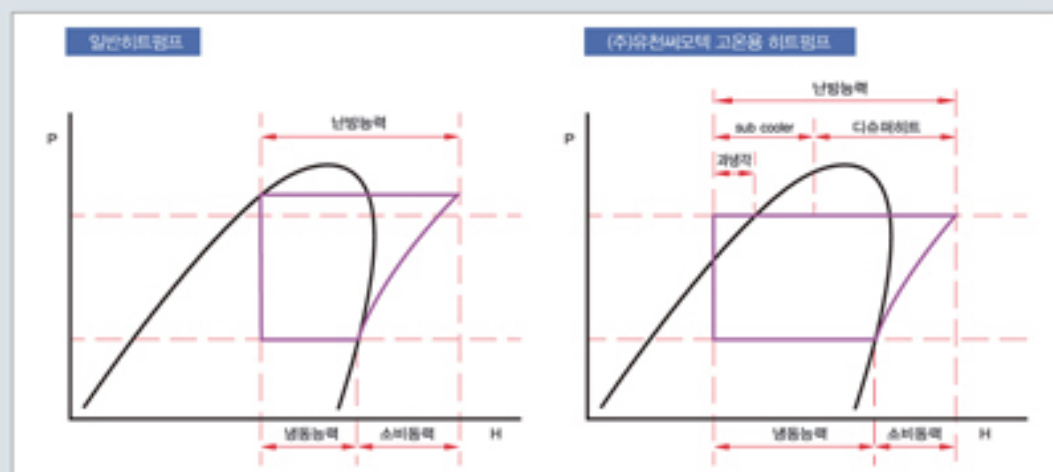 일반히트펌프
난방능력
P
냉동능력
소비동력
H
(주)유천써모텍 고온용 히트펌프
난방능력
sub cooler
디슈퍼히트
과냉각
P
냉동능력
소비동력
H